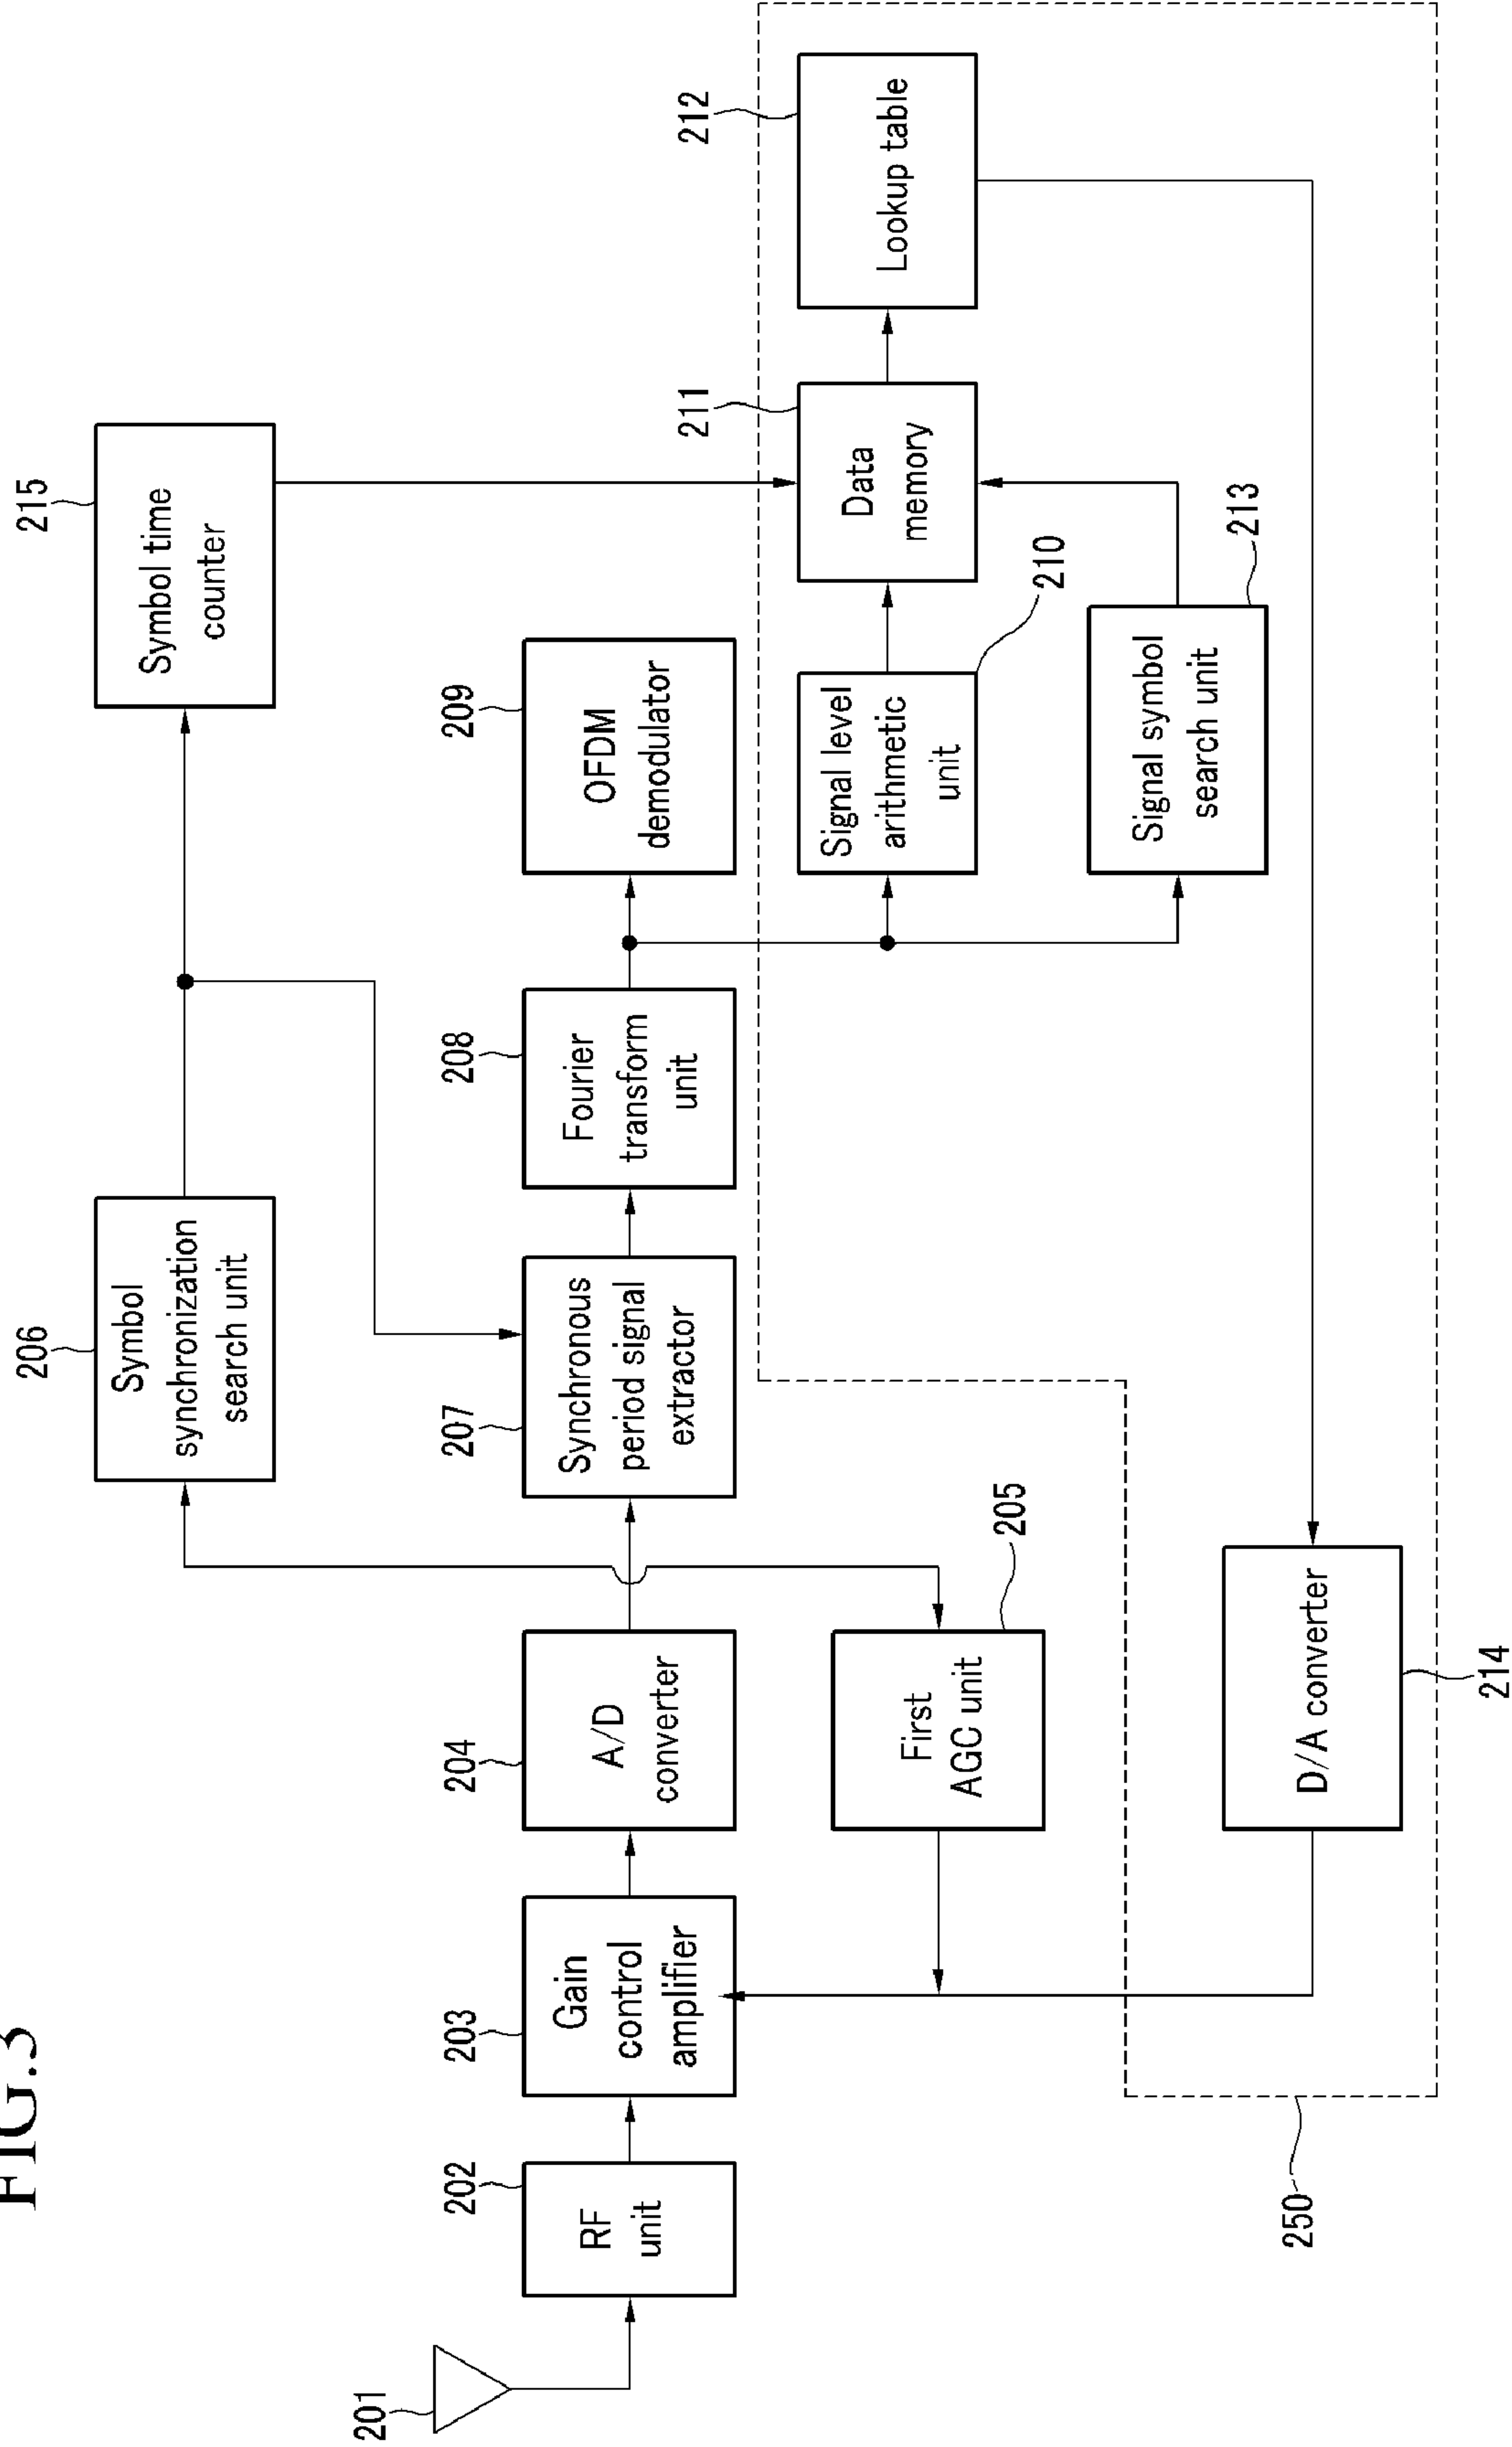 FIG.3
201
202
RF
unit
203
Gain
control
amplifier
204
A/D
converter
205
First
AGC unit
206
Symbol
synchronization
search unit
207
Synchronous
period signal
extractor
208
Fourier
transform
unit
209
OFDM
demodulator
215
Symbol time
counter
210
Signal level
arithmetic
unit
211
Data
memory
212
Lookup table
213
Signal symbol
search unit
214
D/A converter
250